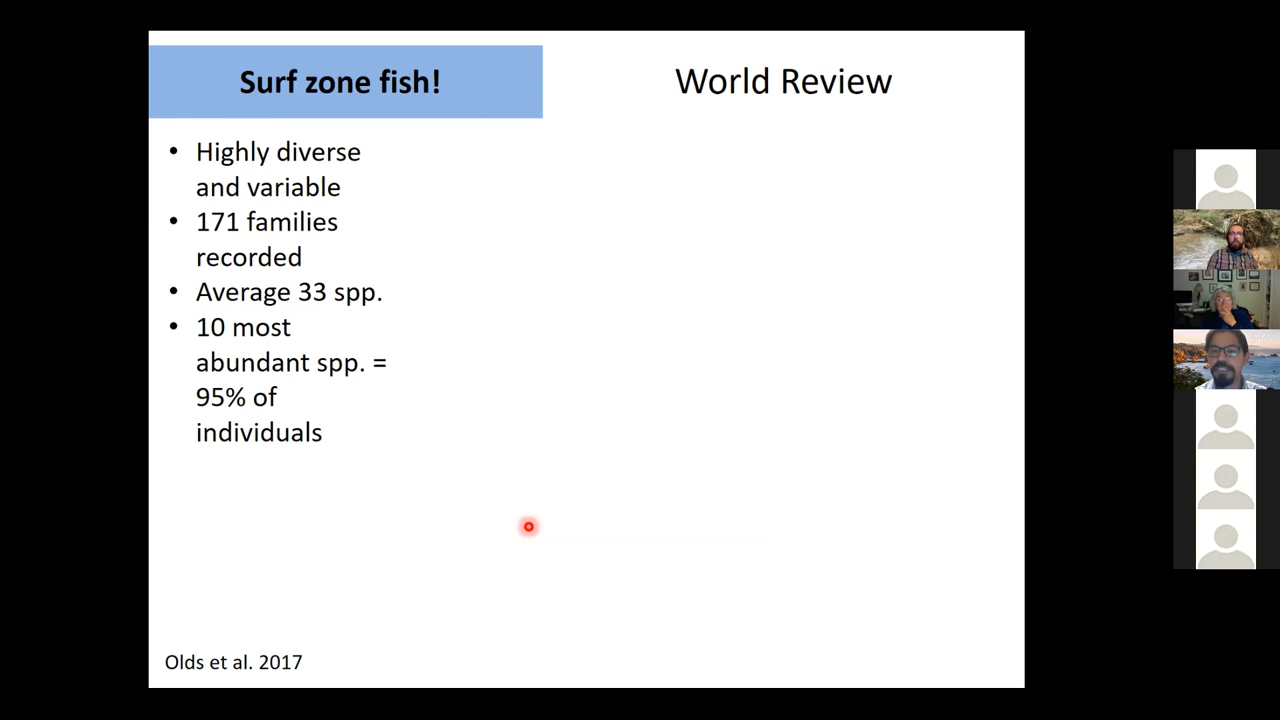 Surf zone fish!
World Review
• Highly diverse
and variable
• 171 families
recorded
• Average 33 spp.
• 10 most
abundant spp. =
95% of
individuals
Olds et al. 2017